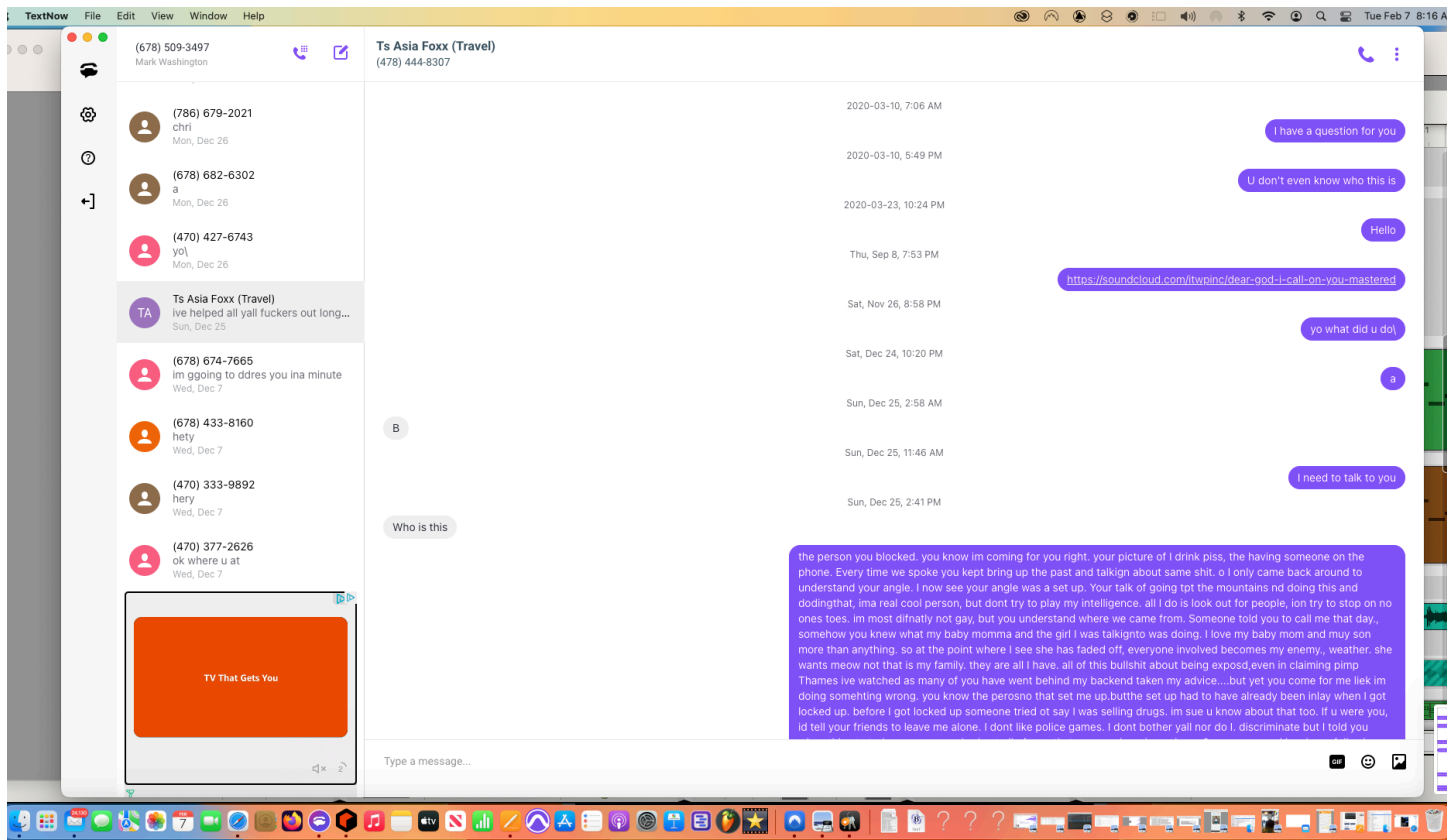 TextNow File Edit View Window Help
Tue Feb 7 8:16 A
(678) 509-3497
Mark Washington
Ts Asia Foxx (Travel)
(478) 444-8307
(786) 679-2021
chri
Mon, Dec 26
(678) 682-6302
a
Mon, Dec 26
(470) 427-6743
yo\
Mon, Dec 26
TA
Ts Asia Foxx (Travel)
ive helped all yall fuckers out long...
Sun, Dec 25
(678) 674-7665
im ggoing to ddres you ina minute
Wed, Dec 7
(678) 433-8160
hety
Wed, Dec 7
(470) 333-9892
hery
Wed, Dec 7
(470) 377-2626
ok where u at
Wed, Dec 7
TV That Gets You
2
2020-03-10, 7:06 AM
I have a question for you
2020-03-10, 5:49 PM
U don't even know who this is
2020-03-23, 10:24 PM
Hello
Thu, Sep 8, 7:53 PM
https://soundcloud.com/itwpinc/dear-god-i-call-on-you-mastered
Sat, Nov 26, 8:58 PM
yo what did u do\
Sat, Dec 24, 10:20 PM
a
Sun, Dec 25, 2:58 AM
B
Sun, Dec 25, 11:46 AM
I need to talk to you
Sun, Dec 25, 2:41 PM
Who is this
the person you blocked. you know im coming for you right. your picture of I drink piss, the having someone on the
phone. Every time we spoke you kept bring up the past and talkign about same shit. o I only came back around to
understand your angle. I now see your angle was a set up. Your talk of going tpt the mountains nd doing this and
dodingthat, ima real cool person, but dont try to play my intelligence. all I do is look out for people, ion try to stop on no
ones toes. im most difnatly not gay, but you understand where we came from. Someone told you to call me that day.,
somehow you knew what my baby momma and the girl I was talkignto was doing. I love my baby mom and muy son
more than anything. so at the point where I see she has faded off, everyone involved becomes my enemy., weather. she
wants meow not that is my family. they are all I have. all of this bullshit about being exposd,even in claiming pimp
Thames ive watched as many of you have went behind my backend taken my advice....but yet you come for me liek im
doing somehting wrong. you know the perosno that set me up.butthe set up had to have already been inlay when I got
locked up. before I got locked up someone tried ot say I was selling drugs. im sue u know about that too. If u were you,
id tell your friends to leave me alone. I dont like police games. I dont bother yall nor do I. discriminate but I told you
Type a message...
GIF